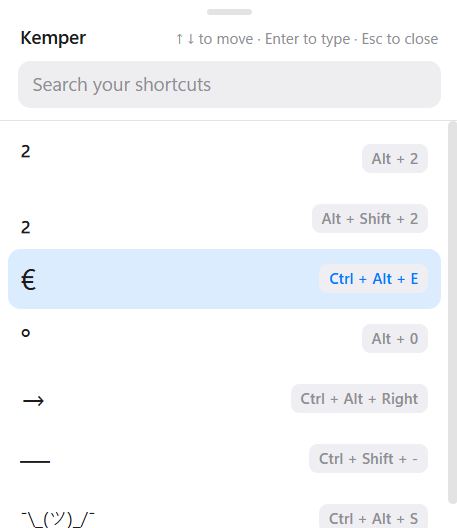 Kemper
↑↓ to move · Enter to type · Esc to close
Search your shortcuts
² Alt + 2
₂ Alt + Shift + 2
€ Ctrl + Alt + E
° Alt + 0
→ Ctrl + Alt + Right
— Ctrl + Shift + -
¯\_(ツ)_/¯ Ctrl + Alt + S